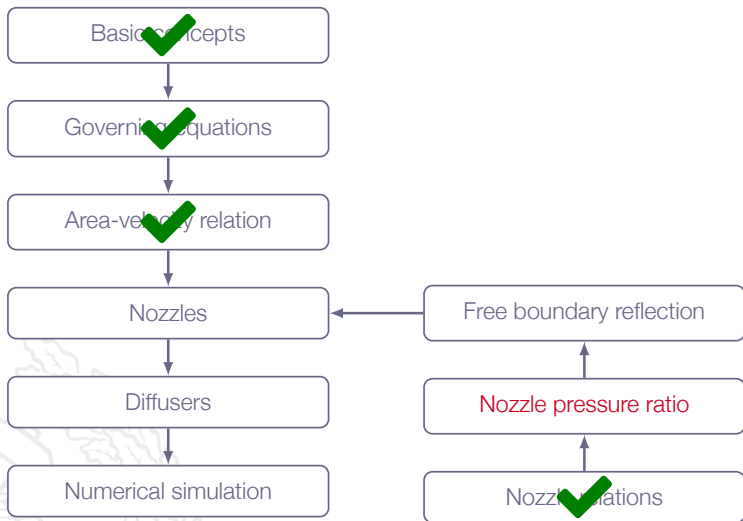 Basic concepts
Governing equations
Area-velocity relation
Nozzles
Free boundary reflection
Diffusers
Nozzle pressure ratio
Numerical simulation
Nozzle relations